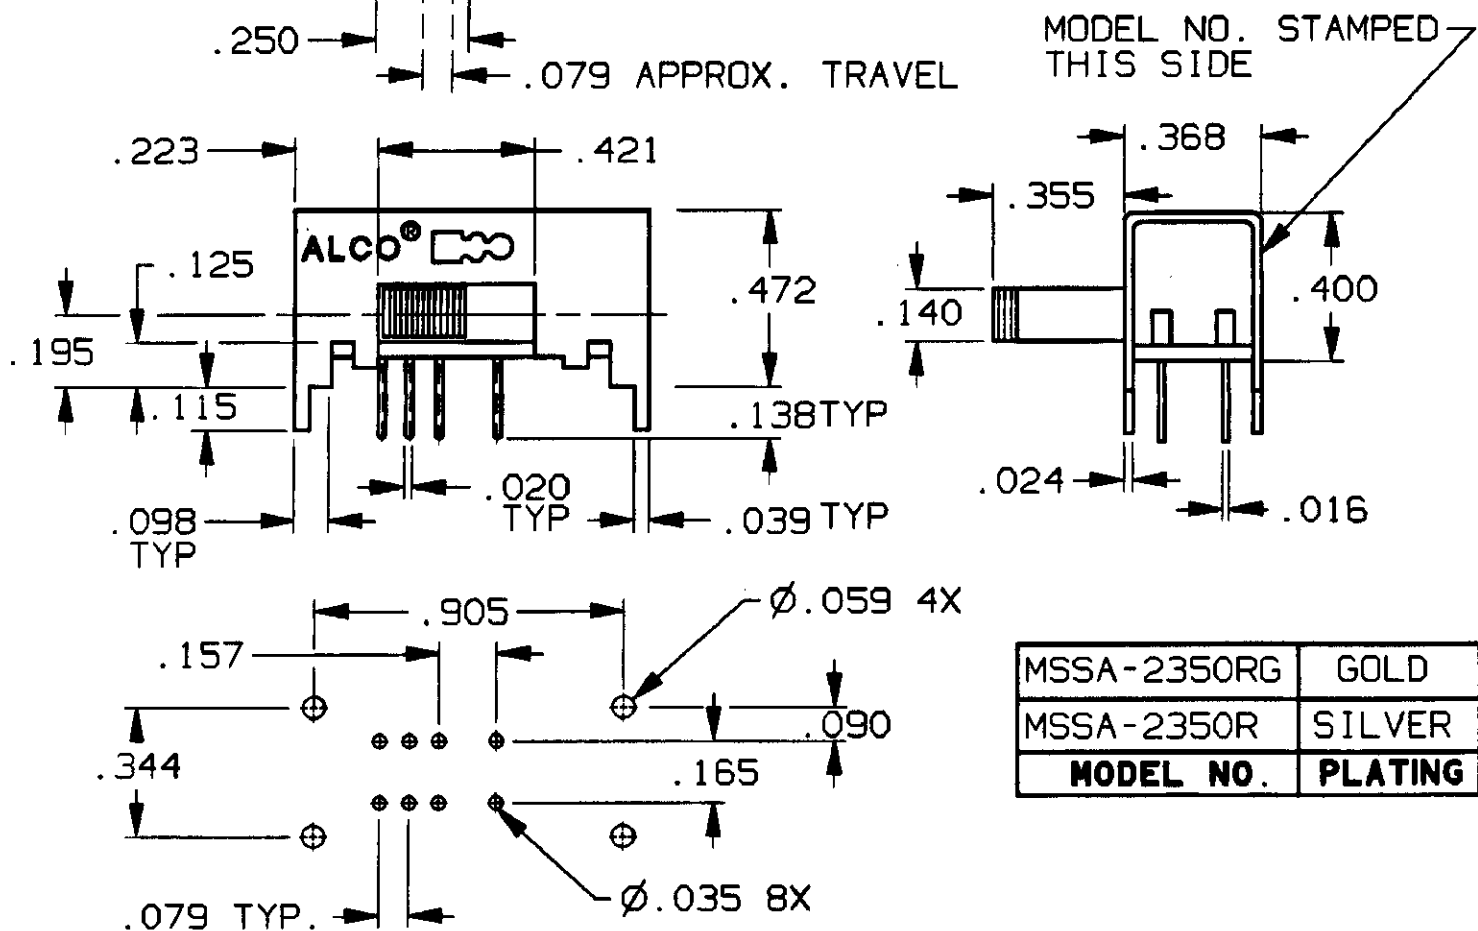 .250
.079 APPROX. TRAVEL
MODEL NO. STAMPED
THIS SIDE
.223
.421
.368
.355
ALCO®
.125
.472
.140
.400
.195
.115
.138 TYP
.020
TYP
.024
.016
.098
TYP
.039 TYP
.905
Ø.059 4X
.157
.090
.344
.165
.079 TYP.
Ø.035 8X
MSSA-2350RG GOLD
MSSA-2350R SILVER
MODEL NO. PLATING